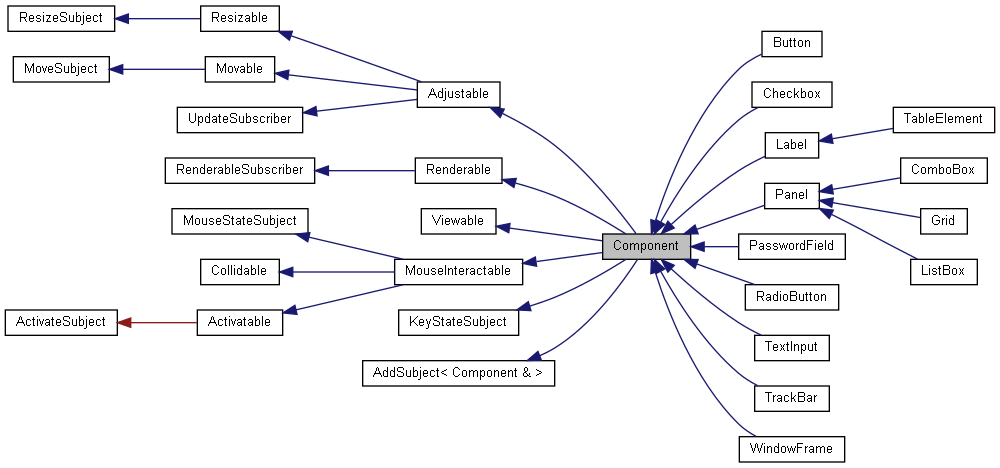 ResizeSubject
Resizable
MoveSubject
Movable
UpdateSubscriber
Adjustable
RenderableSubscriber
Renderable
MouseStateSubject
Viewable
Collidable
MouseInteractable
ActivateSubject
Activatable
KeyStateSubject
AddSubject< Component & >
Component
Button
Checkbox
Label
TableElement
Panel
ComboBox
Grid
ListBox
PasswordField
RadioButton
TextInput
TrackBar
WindowFrame